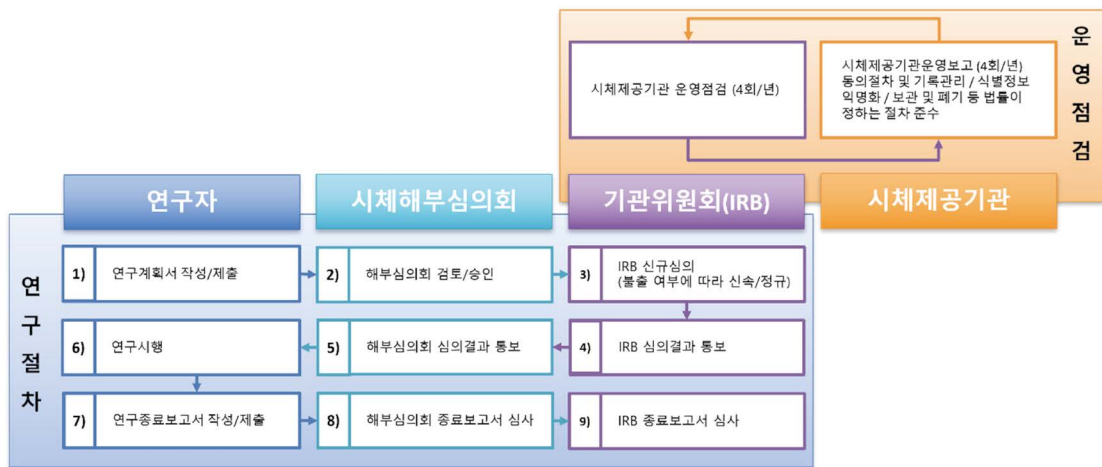 운영점검
시체제공기관 운영점검 (4회/년)
시체제공기관운영보고 (4회/년)
동의절차 및 기록관리 / 식별정보
익명화 / 보관 및 폐기 등 법률이
정하는 절차 준수
연구자
시체해부심의회
기관위원회(IRB)
시체제공기관
연구절차
1) 연구계획서 작성/제출
2) 해부심의회 검토/승인
3) IRB 신규심의
(불출 여부에 따라 신속/정규)
6) 연구시행
5) 해부심의회 심의결과 통보
4) IRB 심의결과 통보
7) 연구종료보고서 작성/제출
8) 해부심의회 종료보고서 심사
9) IRB 종료보고서 심사